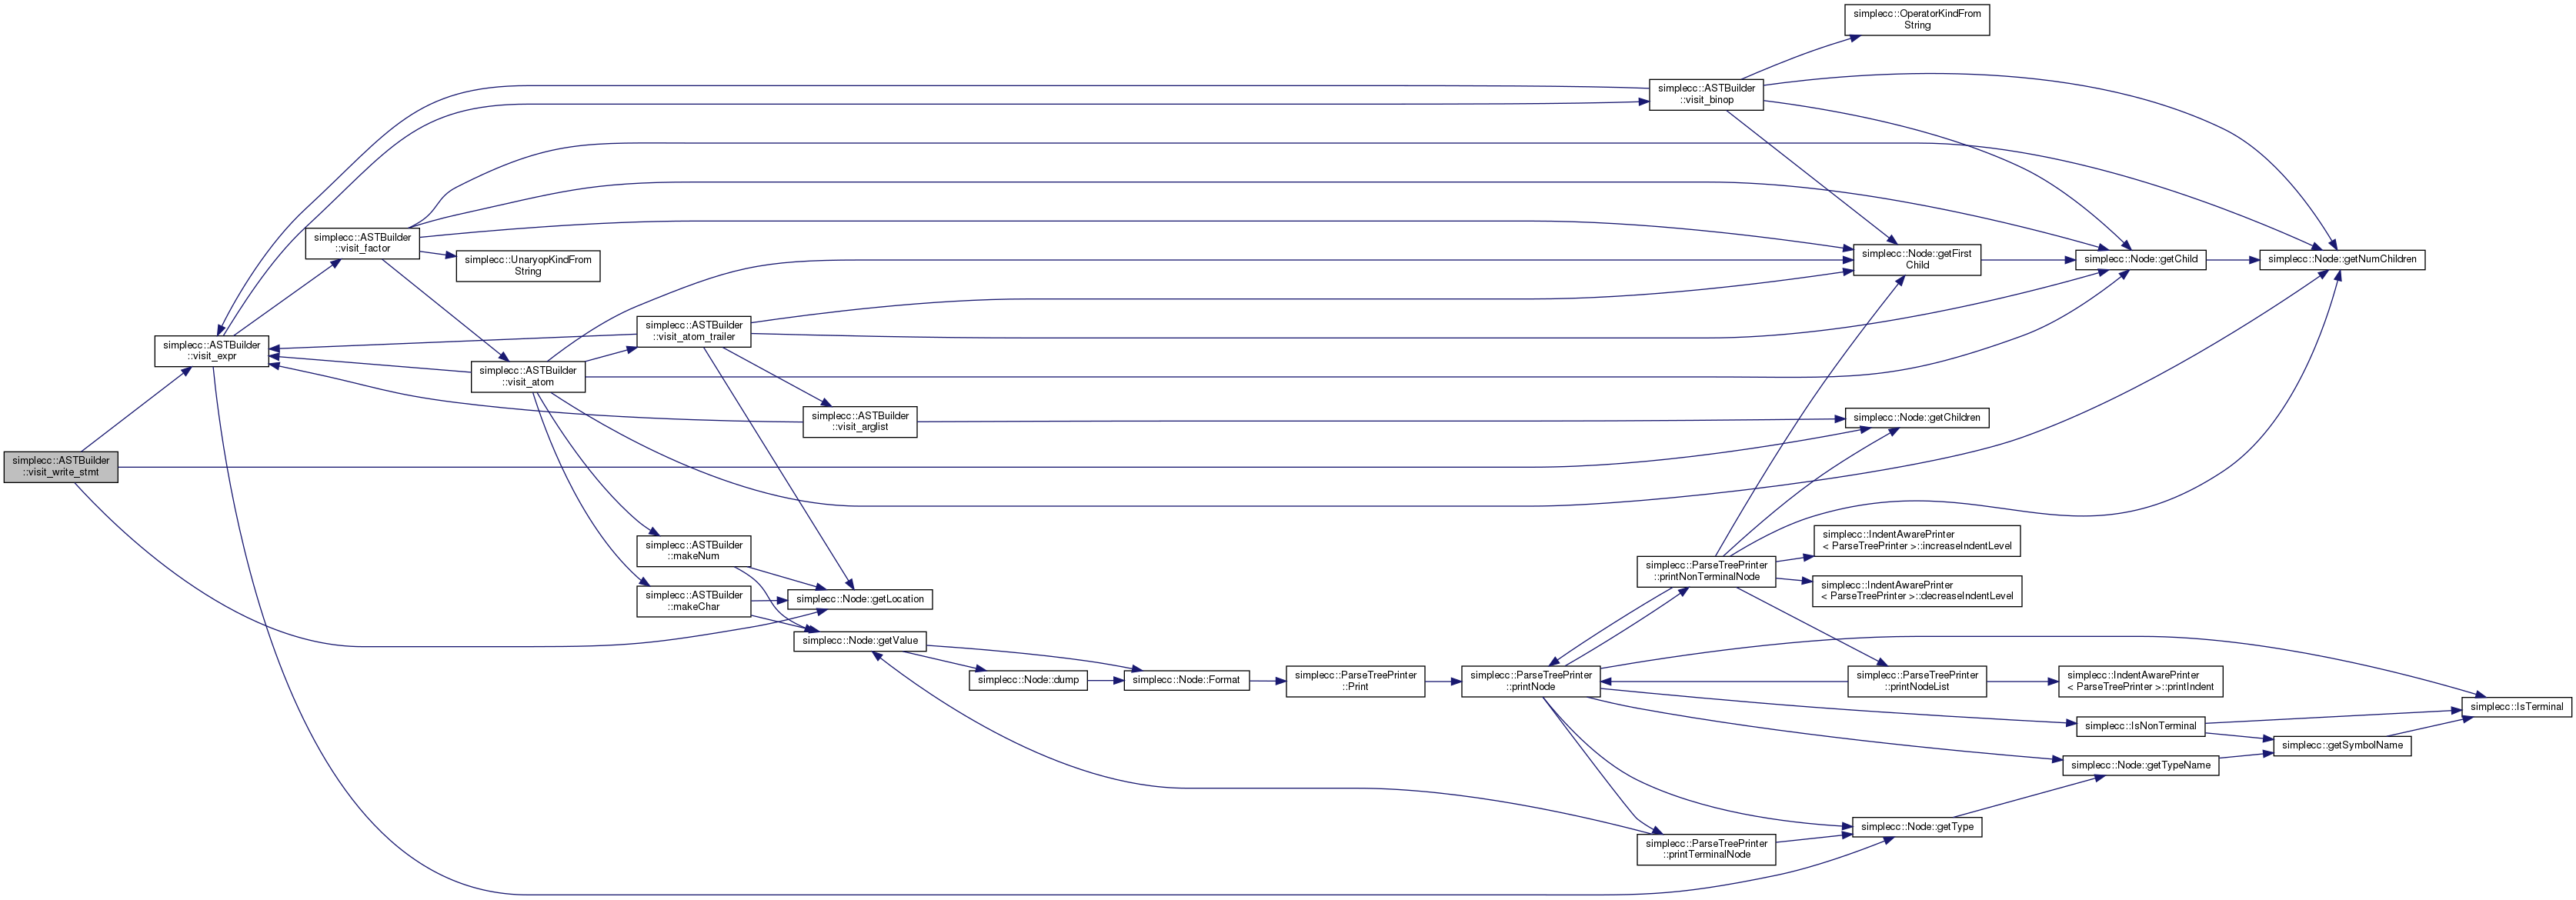 simplecc::ASTBuilder
::visit_write_stmt
simplecc::ASTBuilder
::visit_expr
simplecc::ASTBuilder
::visit_factor
simplecc::UnaryopKindFrom
String
simplecc::ASTBuilder
::visit_atom
simplecc::ASTBuilder
::visit_atom_trailer
simplecc::ASTBuilder
::visit_arglist
simplecc::ASTBuilder
::makeNum
simplecc::ASTBuilder
::makeChar
simplecc::Node::getLocation
simplecc::Node::getValue
simplecc::Node::dump
simplecc::Node::Format
simplecc::ParseTreePrinter
::Print
simplecc::ParseTreePrinter
::printNode
simplecc::OperatorKindFrom
String
simplecc::ASTBuilder
::visit_binop
simplecc::Node::getFirst
Child
simplecc::Node::getChild
simplecc::Node::getNumChildren
simplecc::Node::getChildren
simplecc::ParseTreePrinter
::printNonTerminalNode
simplecc::IndentAwarePrinter
< ParseTreePrinter >::increaseIndentLevel
simplecc::IndentAwarePrinter
< ParseTreePrinter >::decreaseIndentLevel
simplecc::ParseTreePrinter
::printNodeList
simplecc::IndentAwarePrinter
< ParseTreePrinter >::printIndent
simplecc::IsTerminal
simplecc::IsNonTerminal
simplecc::getSymbolName
simplecc::Node::getTypeName
simplecc::Node::getType
simplecc::ParseTreePrinter
::printTerminalNode